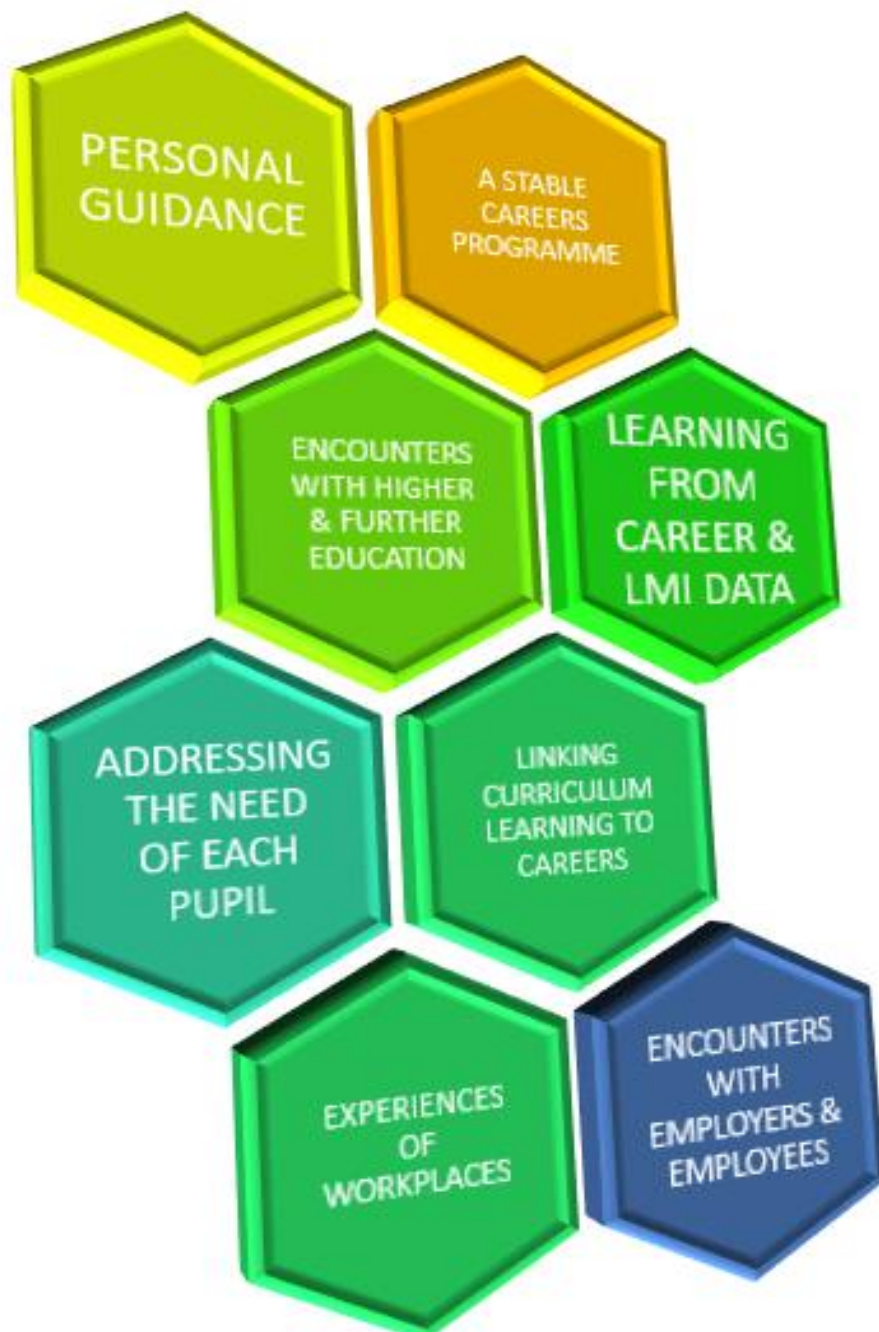 PERSONAL
GUIDANCE
A STABLE
CAREERS
PROGRAMME
ENCOUNTERS
WITH HIGHER
& FURTHER
EDUCATION
LEARNING
FROM
CAREER &
LMI DATA
ADDRESSING
THE NEED
OF EACH
PUPIL
LINKING
CURRICULUM
LEARNING TO
CAREERS
EXPERIENCES
OF
WORKPLACES
ENCOUNTERS
WITH
EMPLOYERS &
EMPLOYEES